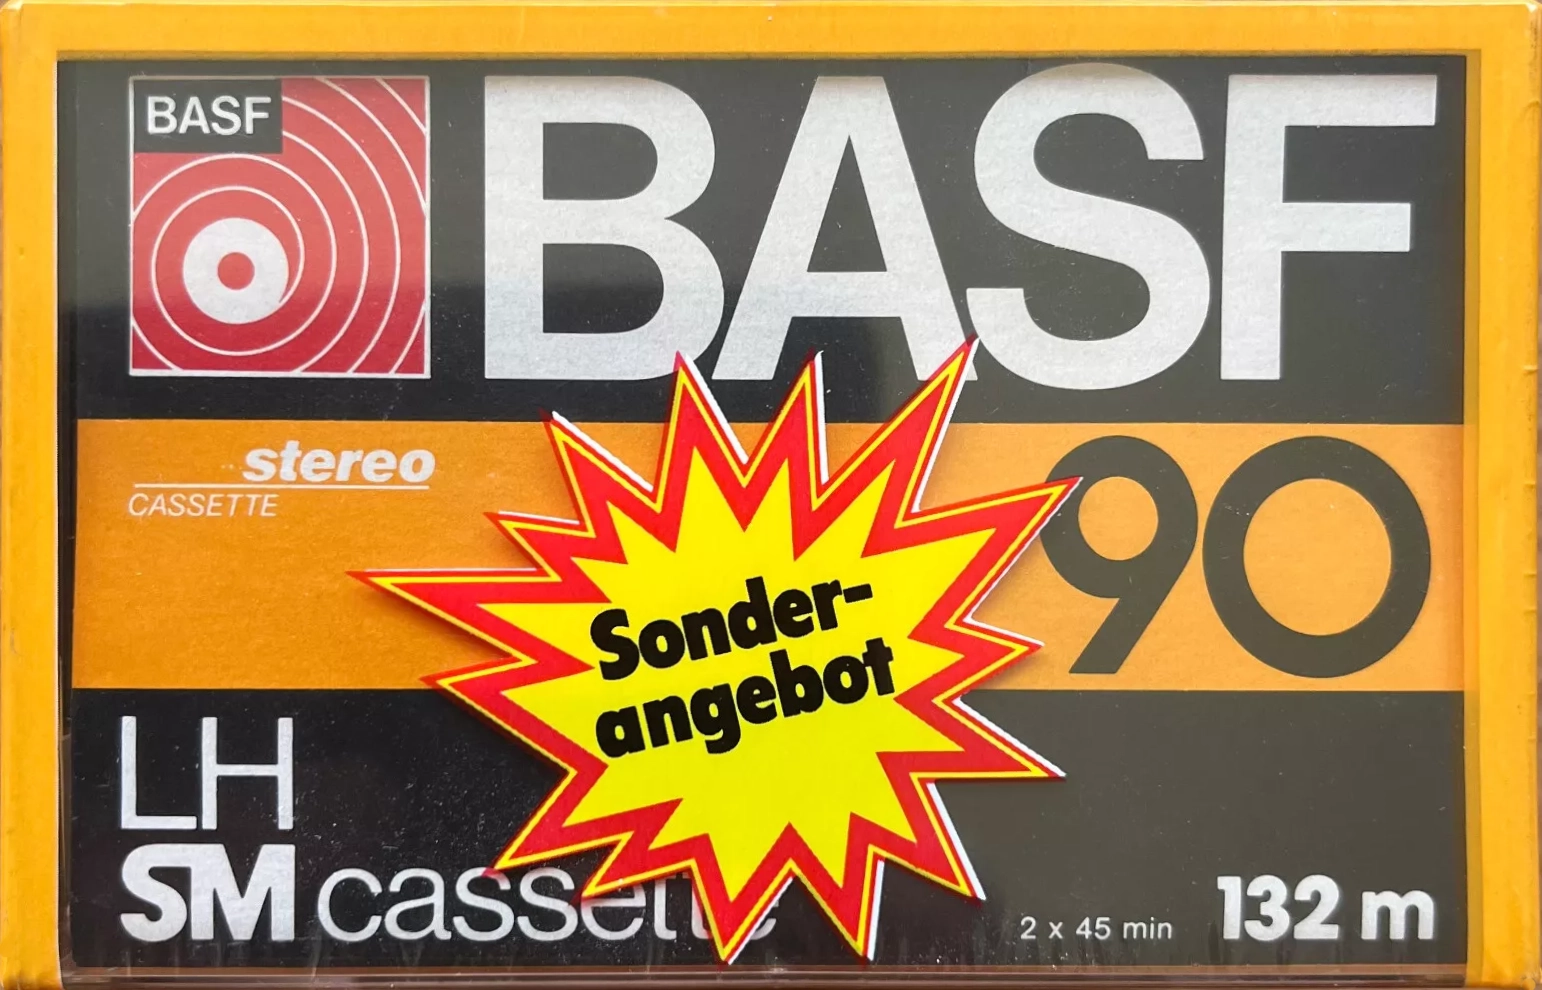 BASF
BASF
stereo
CASSETTE
90
Sonder-
angebot
LH
SM cassette
2 x 45 min
132 m